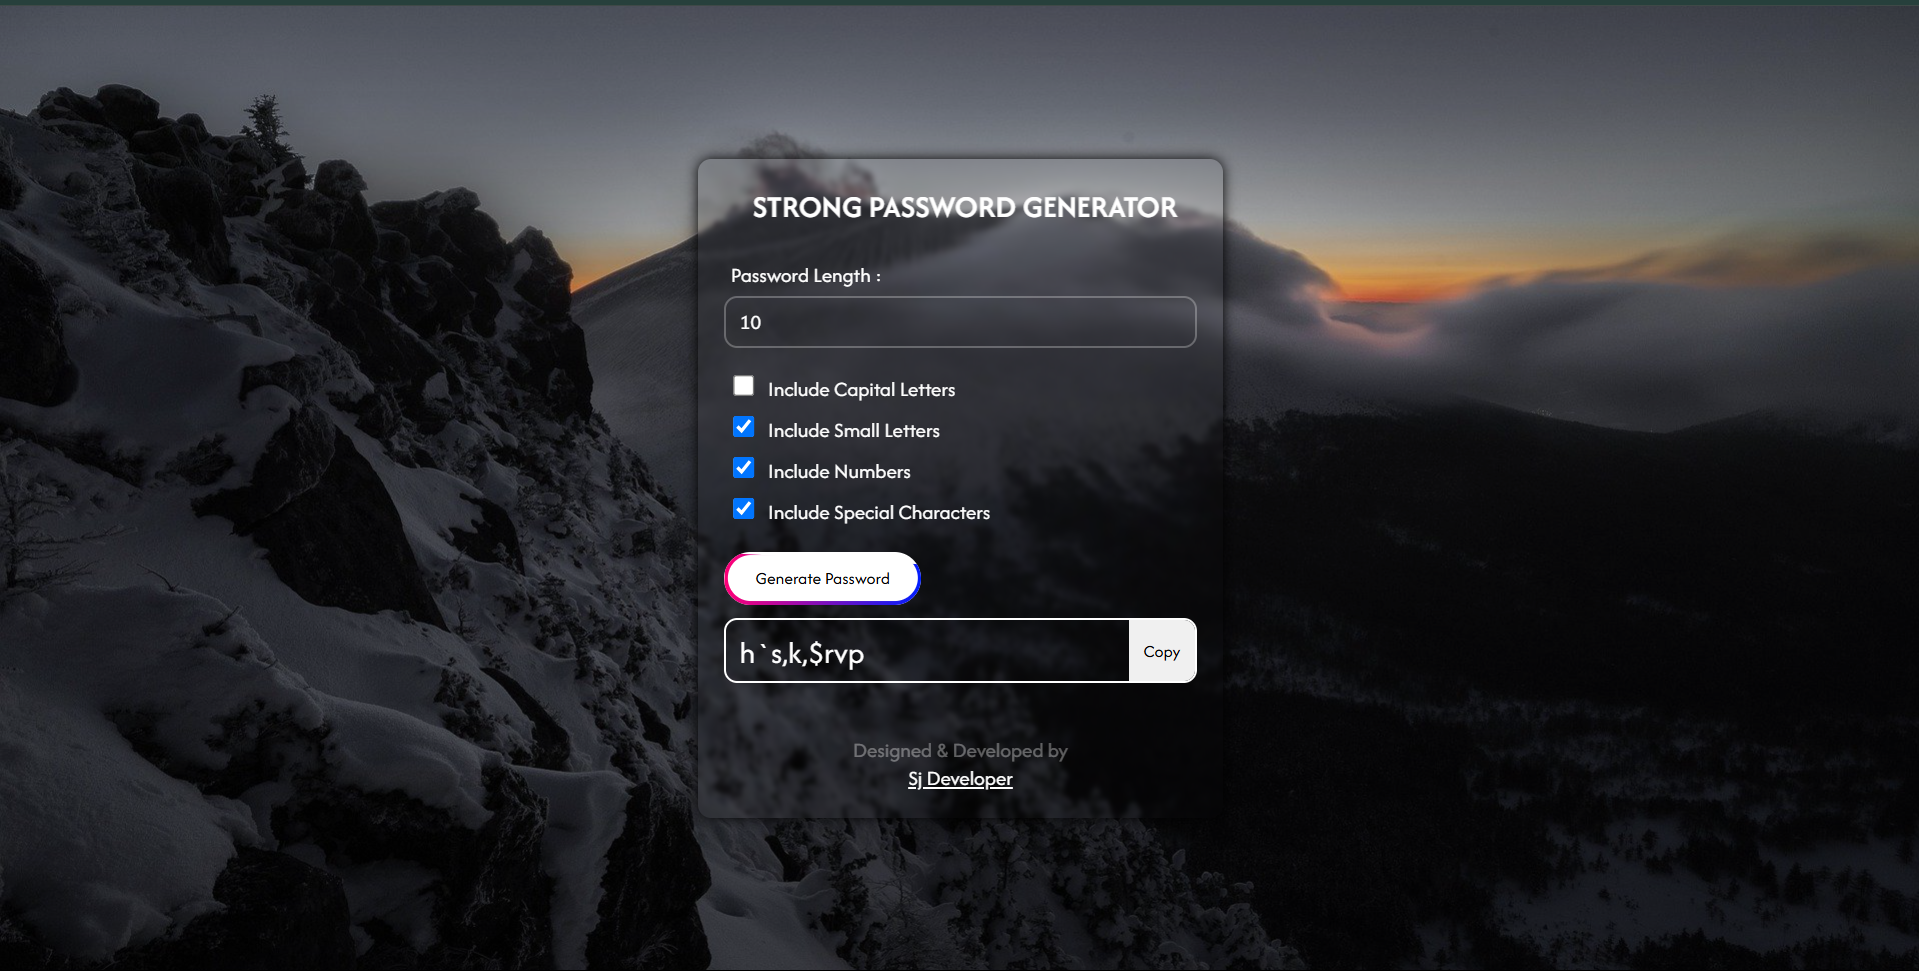 STRONG PASSWORD GENERATOR
Password Length :
10
Include Capital Letters
Include Small Letters
Include Numbers
Include Special Characters
Generate Password
h`s,k,$rvp
Copy
Designed & Developed by
Sj Developer